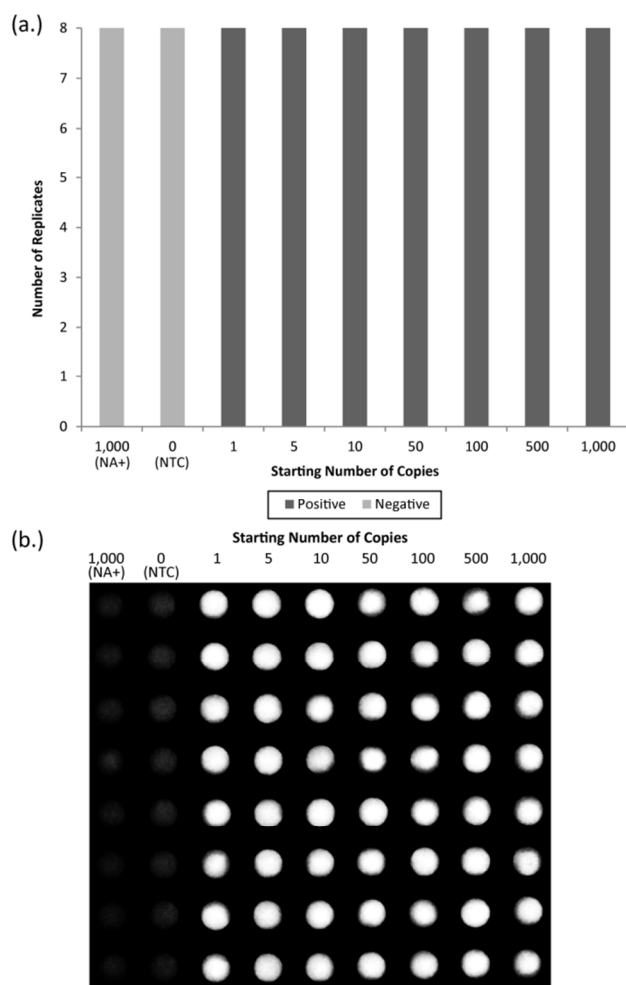 (a.)
8
7
6
5
4
3
2
1
0
Number of Replicates
1,000 0 1 5 10 50 100 500 1,000
(NA+) (NTC)
Starting Number of Copies
Positive Negative
(b.)
Starting Number of Copies
1,000 0 1 5 10 50 100 500 1,000
(NA+) (NTC)